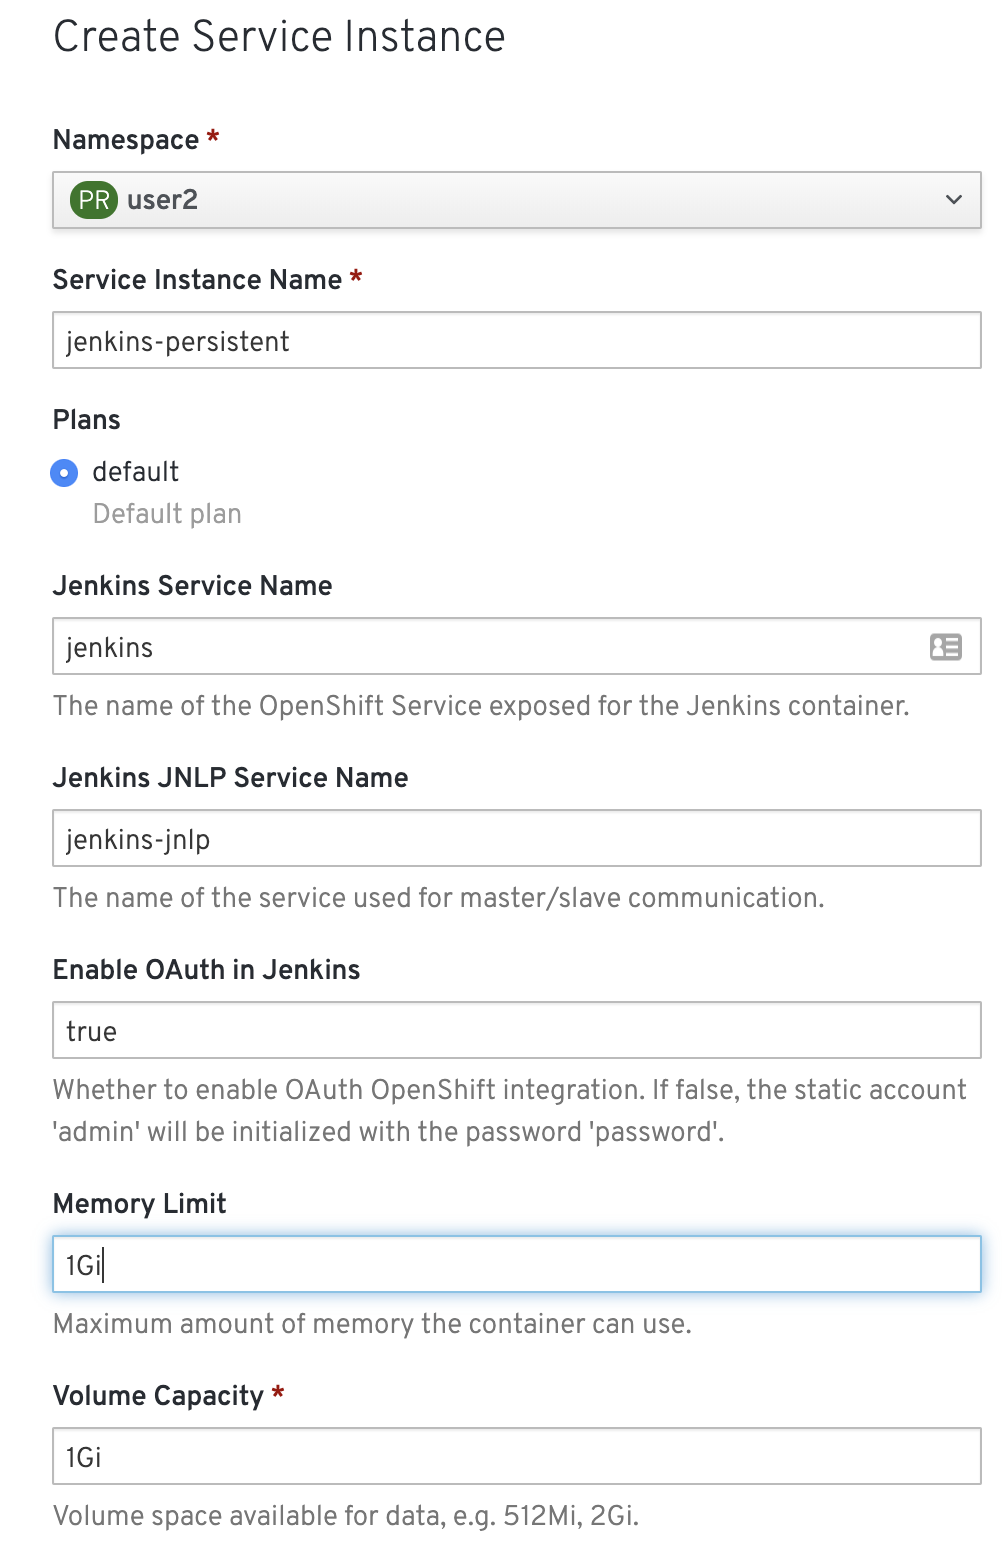 Create Service Instance
Namespace *
PR user2
Service Instance Name *
jenkins-persistent
Plans
default
Default plan
Jenkins Service Name
jenkins
The name of the OpenShift Service exposed for the Jenkins container.
Jenkins JNLP Service Name
jenkins-jnlp
The name of the service used for master/slave communication.
Enable OAuth in Jenkins
true
Whether to enable OAuth OpenShift integration. If false, the static account
'admin' will be initialized with the password 'password'.
Memory Limit
1Gi
Maximum amount of memory the container can use.
Volume Capacity *
1Gi
Volume space available for data, e.g. 512Mi, 2Gi.